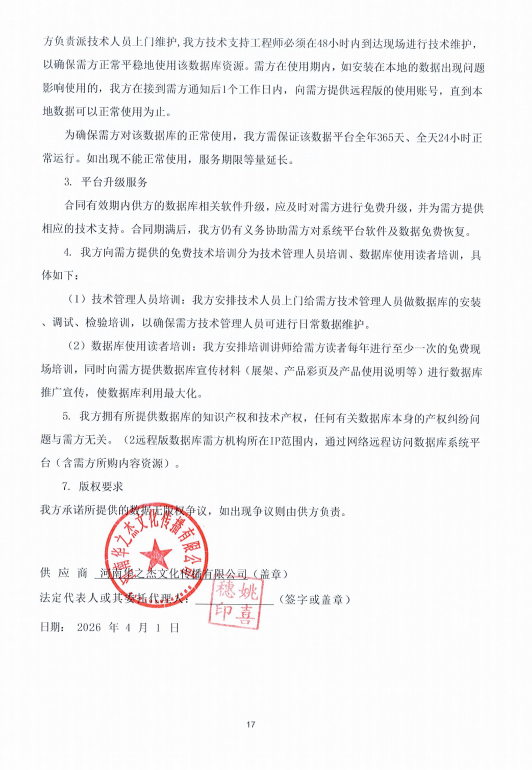 方负责派技术人员上门维护,我方技术支持工程师必须在48小时内到达现场进行技术维护，
以确保需方正常平稳地使用该数据库资源。需方在使用期内，如安装在本地的数据出现问题
影响使用的，我方在接到需方通知后1个工作日内，向需方提供远程版的使用账号，直到本
地数据可以正常使用为止。
为确保需方对该数据库的正常使用，我方需保证该数据平台全年365天、全天24小时正
常运行。如出现不能正常使用，服务期限等量延长。
3. 平台升级服务
合同有效期内供方的数据库相关软件升级，应及时对需方进行免费升级，并为需方提供
相应的技术支持。合同期满后，我方仍有义务协助需方对系统平台软件及数据免费恢复。
4. 我方向需方提供的免费技术培训分为技术管理人员培训、数据库使用读者培训，具
体如下：
（1）技术管理人员培训：我方安排技术人员上门给需方技术管理人员做数据库的安装
、调试、检验培训，以确保需方技术管理人员可进行日常数据维护。
（2）数据库使用读者培训：我方安排培训讲师给需方读者每年进行至少一次的免费现
场培训，同时向需方提供数据库宣传材料（展架、产品彩页及产品使用说明等）进行数据库
推广宣传，使数据库利用最大化。
5. 我方拥有所提供的数据库的知识产权和技术产权，任何有关数据库本身的产权纠纷问
题与需方无关。（2远程版数据库需方机构所在IP范围内，通过网络远程访问数据库系统平
台（含需方所购内容资源）。
7. 版权要求
我方承诺所提供的数据无版权争议，如出现争议则由供方负责。
供 应 商 河南华之杰文化传播有限公司（盖章）
河南华之杰文化传播有限公司
法定代表人或其委托代理人：（签字或盖章）
姚喜穗印
日期： 2026 年 4 月 1 日
17